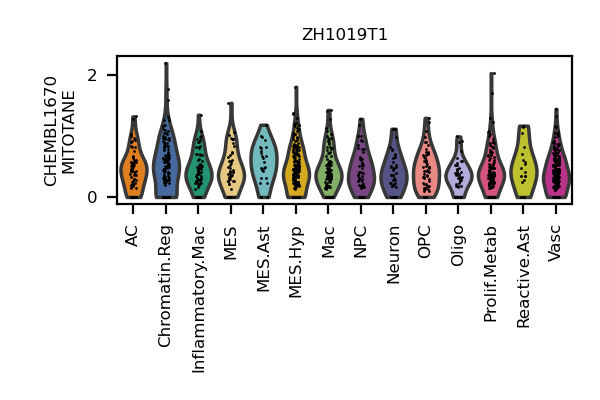 ZH1019T1
CHEMBL1670
MITOTANE
2
0
AC
Chromatin.Reg
Inflammatory.Mac
MES
MES.Ast
MES.Hyp
Mac
NPC
Neuron
OPC
Oligo
Prolif.Metab
Reactive.Ast
Vasc